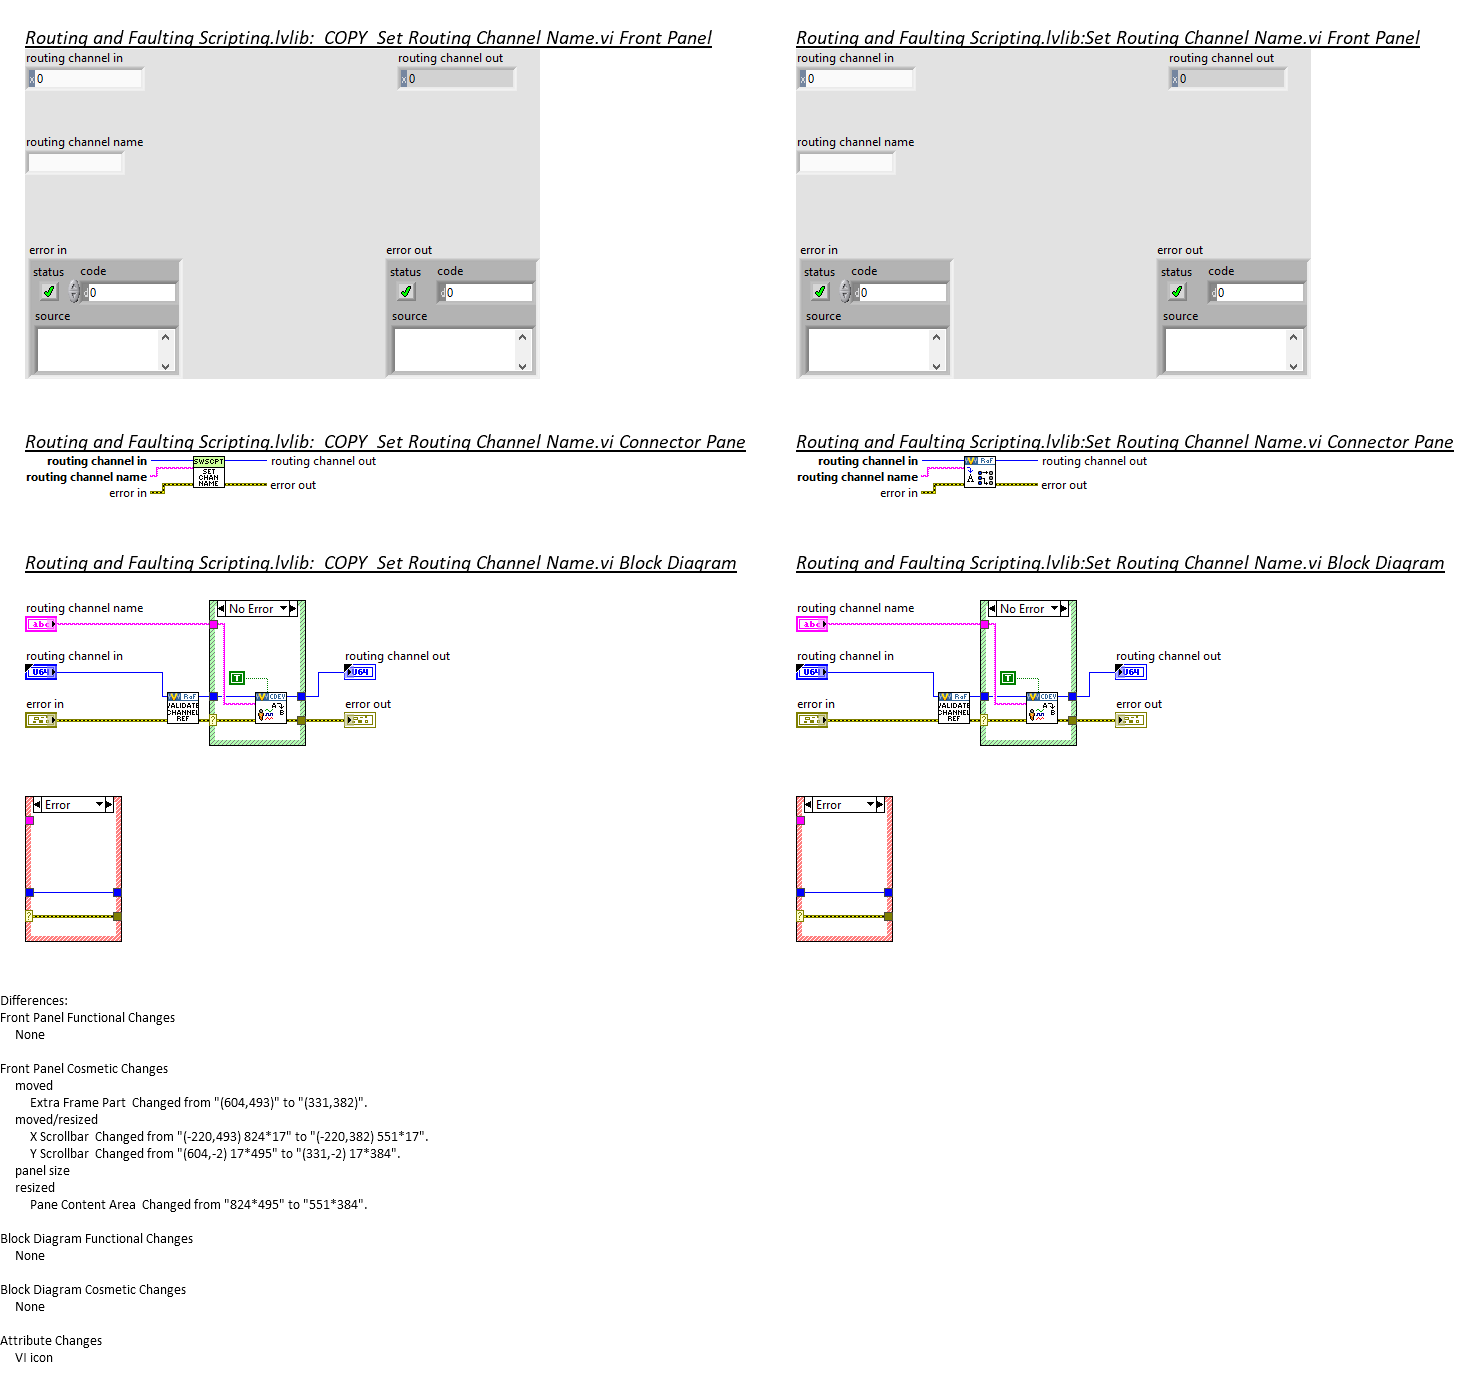 Routing and Faulting Scripting.lvlib:_COPY_Set Routing Channel Name.vi Front Panel
routing channel in
x 0
routing channel out
x 0
routing channel name
error in
status code
d 0
source
error out
status code
d 0
source
Routing and Faulting Scripting.lvlib:Set Routing Channel Name.vi Front Panel
routing channel in
x 0
routing channel out
x 0
routing channel name
error in
status code
d 0
source
error out
status code
d 0
source
Routing and Faulting Scripting.lvlib:_COPY_Set Routing Channel Name.vi Connector Pane
routing channel in
routing channel name
error in
SWSCPT
SET
CHAN
NAME
routing channel out
error out
Routing and Faulting Scripting.lvlib:Set Routing Channel Name.vi Connector Pane
routing channel in
routing channel name
error in
RaF
A
routing channel out
error out
Routing and Faulting Scripting.lvlib:_COPY_Set Routing Channel Name.vi Block Diagram
routing channel name
abc
No Error
routing channel in
U64
T
routing channel out
U64
error in
RaF
VALIDATE
CHANNEL
REF
?
CDEV
A
B
error out
Error
?
Routing and Faulting Scripting.lvlib:Set Routing Channel Name.vi Block Diagram
routing channel name
abc
No Error
routing channel in
U64
T
routing channel out
U64
error in
RaF
VALIDATE
CHANNEL
REF
?
CDEV
A
B
error out
Error
?
Differences:
Front Panel Functional Changes
None
Front Panel Cosmetic Changes
moved
Extra Frame Part  Changed from "(604,493)" to "(331,382)".
moved/resized
X Scrollbar  Changed from "(-220,493) 824*17" to "(-220,382) 551*17".
Y Scrollbar  Changed from "(604,-2) 17*495" to "(331,-2) 17*384".
panel size
resized
Pane Content Area  Changed from "824*495" to "551*384".
Block Diagram Functional Changes
None
Block Diagram Cosmetic Changes
None
Attribute Changes
VI icon